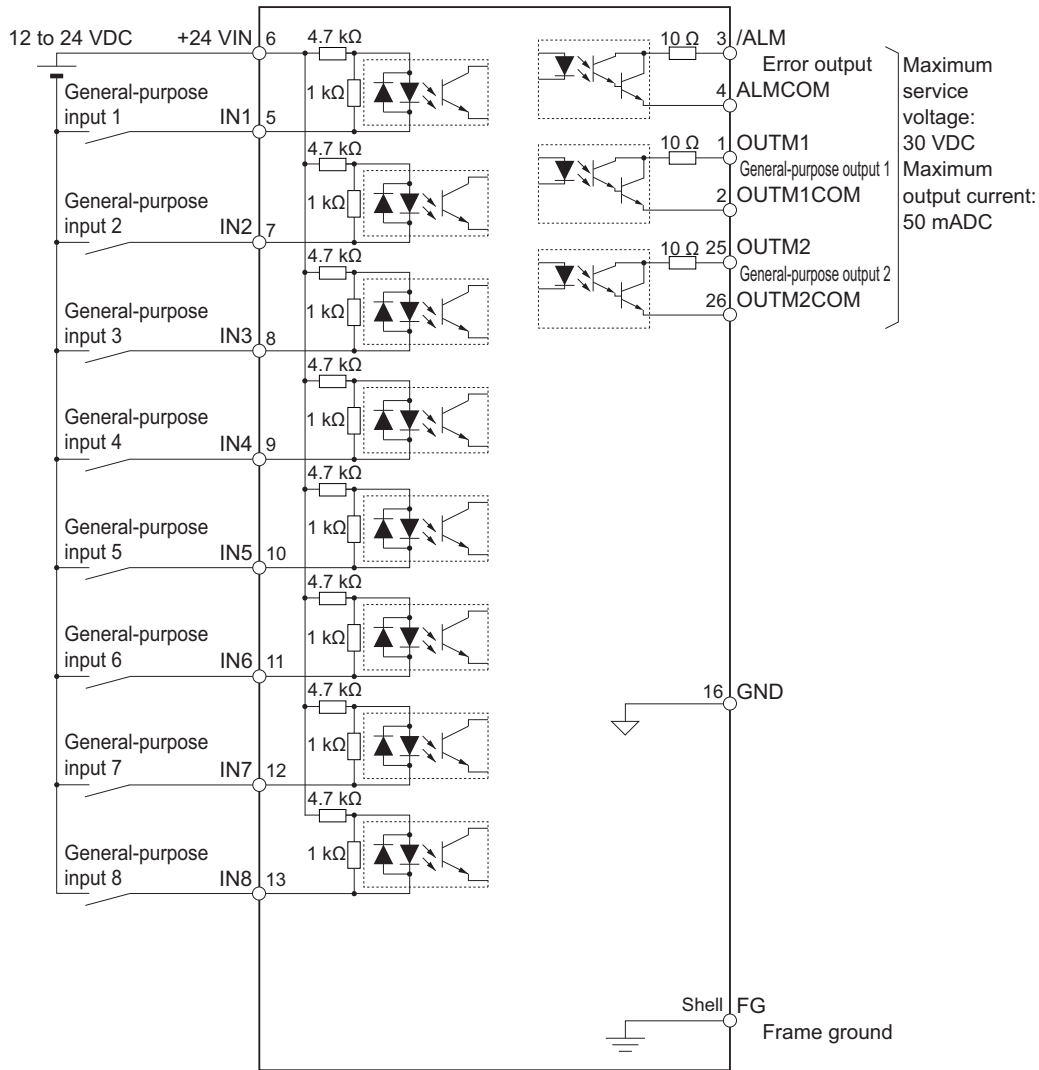 12 to 24 VDC
+24 VIN
6
4.7 kΩ
1 kΩ
General-purpose
input 1
IN1
5
4.7 kΩ
1 kΩ
General-purpose
input 2
IN2
7
4.7 kΩ
1 kΩ
General-purpose
input 3
IN3
8
4.7 kΩ
1 kΩ
General-purpose
input 4
IN4
9
4.7 kΩ
1 kΩ
General-purpose
input 5
IN5
10
4.7 kΩ
1 kΩ
General-purpose
input 6
IN6
11
4.7 kΩ
1 kΩ
General-purpose
input 7
IN7
12
4.7 kΩ
1 kΩ
General-purpose
input 8
IN8
13
10 Ω
3
/ALM
Error output
4
ALMCOM
10 Ω
1
OUTM1
General-purpose output 1
2
OUTM1COM
10 Ω
25
OUTM2
General-purpose output 2
26
OUTM2COM
Maximum
service
voltage:
30 VDC
Maximum
output current:
50 mADC
16
GND
Shell
FG
Frame ground